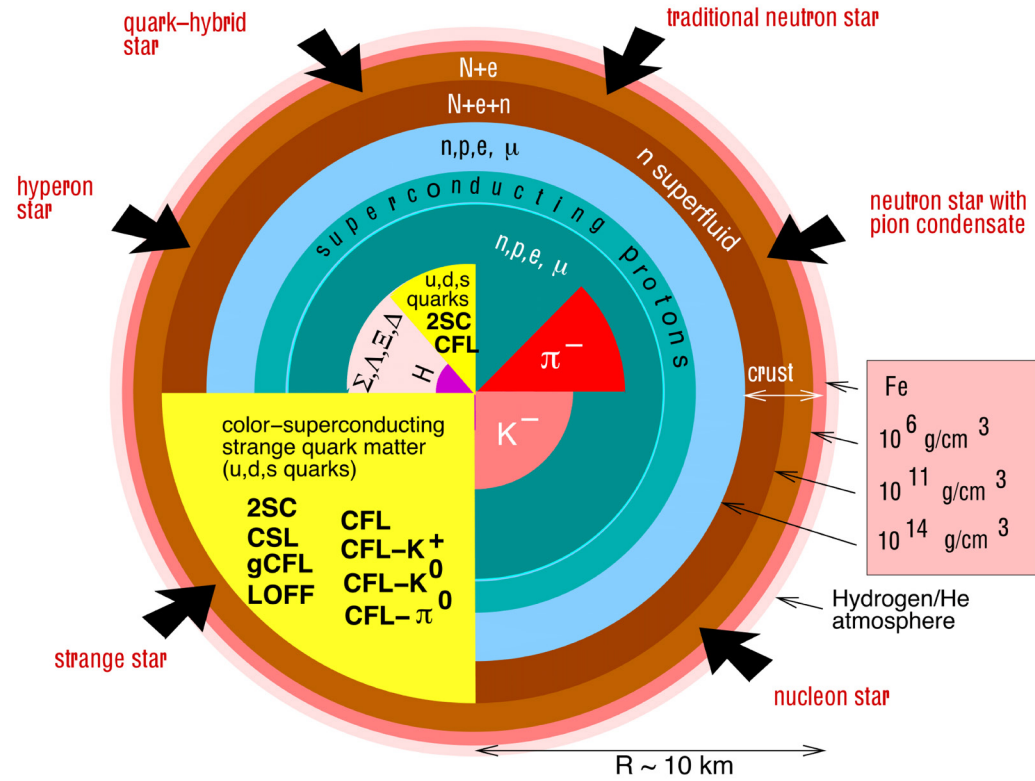 quark–hybrid
star
traditional neutron star
N+e
N+e+n
n,p,e, μ
n superfluid
hyperon
star
neutron star with
pion condensate
superconducting protons
n,p,e, μ
u,d,s
quarks
2SC
CFL
Σ,Λ,Ξ,Δ
H
π–
K–
crust
Fe
10 6 g/cm 3
10 11 g/cm 3
10 14 g/cm 3
color–superconducting
strange quark matter
(u,d,s quarks)
2SC
CSL
gCFL
LOFF
CFL
CFL–K+
CFL–K0
CFL–π0
Hydrogen/He
atmosphere
strange star
nucleon star
R ~ 10 km